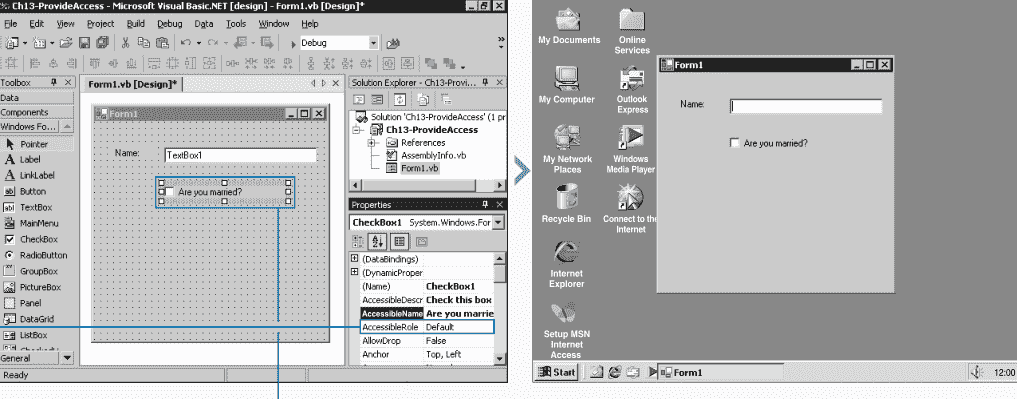 Ch13-ProvideAccess - Microsoft Visual Basic.NET [design] - Form1.vb [Design]*
File Edit View Project Build Debug Data Tools Window Help
Debug
Toolbox
Data
Components
Windows Fo...
Pointer
Label
LinkLabel
Button
TextBox
MainMenu
CheckBox
RadioButton
GroupBox
PictureBox
Panel
DataGrid
ListBox
General
Ready
Form1.vb [Design]*
Form1
Name: TextBox1
Are you married?
Solution Explorer - Ch13-Provi...
Solution 'Ch13-ProvideAccess' (1 pr
Ch13-ProvideAccess
References
AssemblyInfo.vb
Form1.vb
Properties
CheckBox1 System.Windows.For
(DataBindings)
(DynamicProper
(Name) CheckBox1
AccessibleDescr Check this box
AccessibleName Are you marrie
AccessibleRole Default
AllowDrop False
Anchor Top, Left
My Documents
Online
Services
My Computer
Outlook
Express
My Network
Places
Windows
Media Player
Recycle Bin
Connect to the
Internet
Internet
Explorer
Setup MSN
Internet
Access
Form1
Name:
Are you married?
Start
Form1
12:00